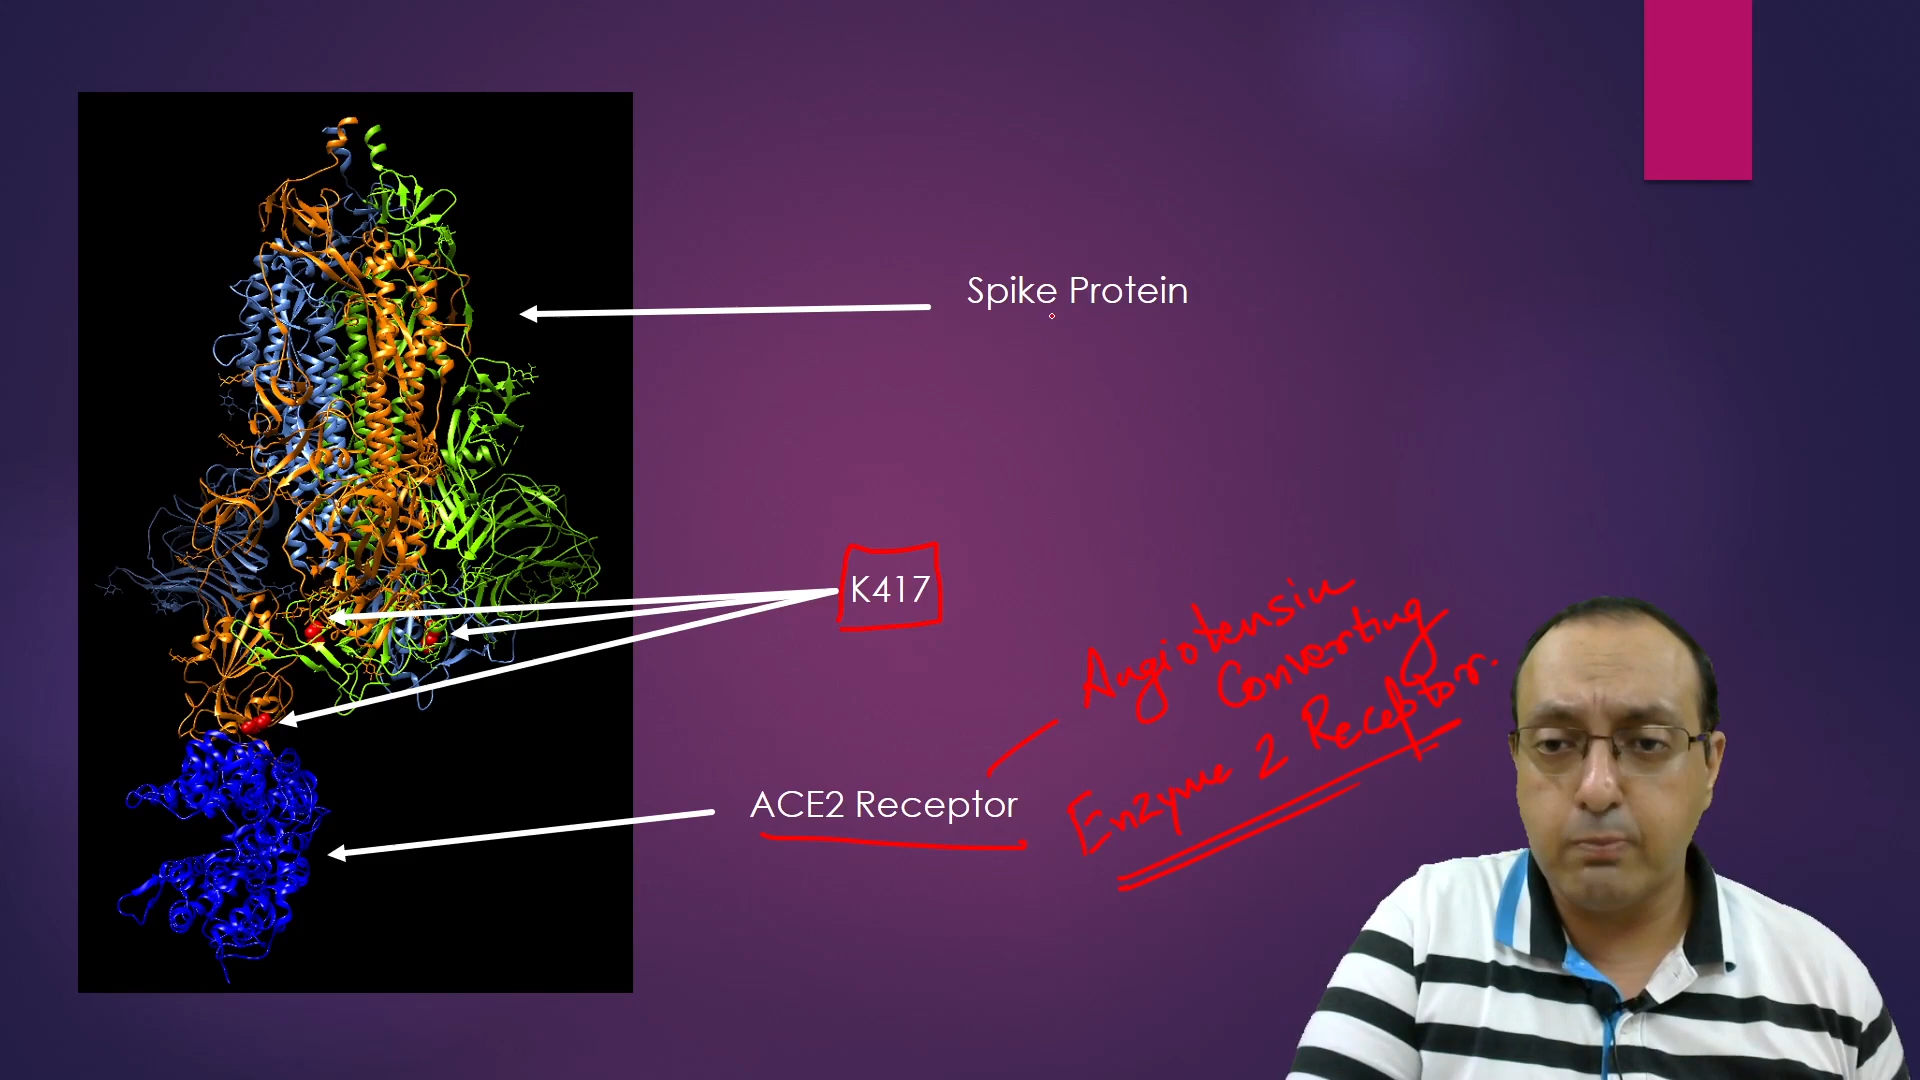 Spike Protein
K417
Angiotensin
Converting
Enzyme 2 Receptor.
ACE2 Receptor